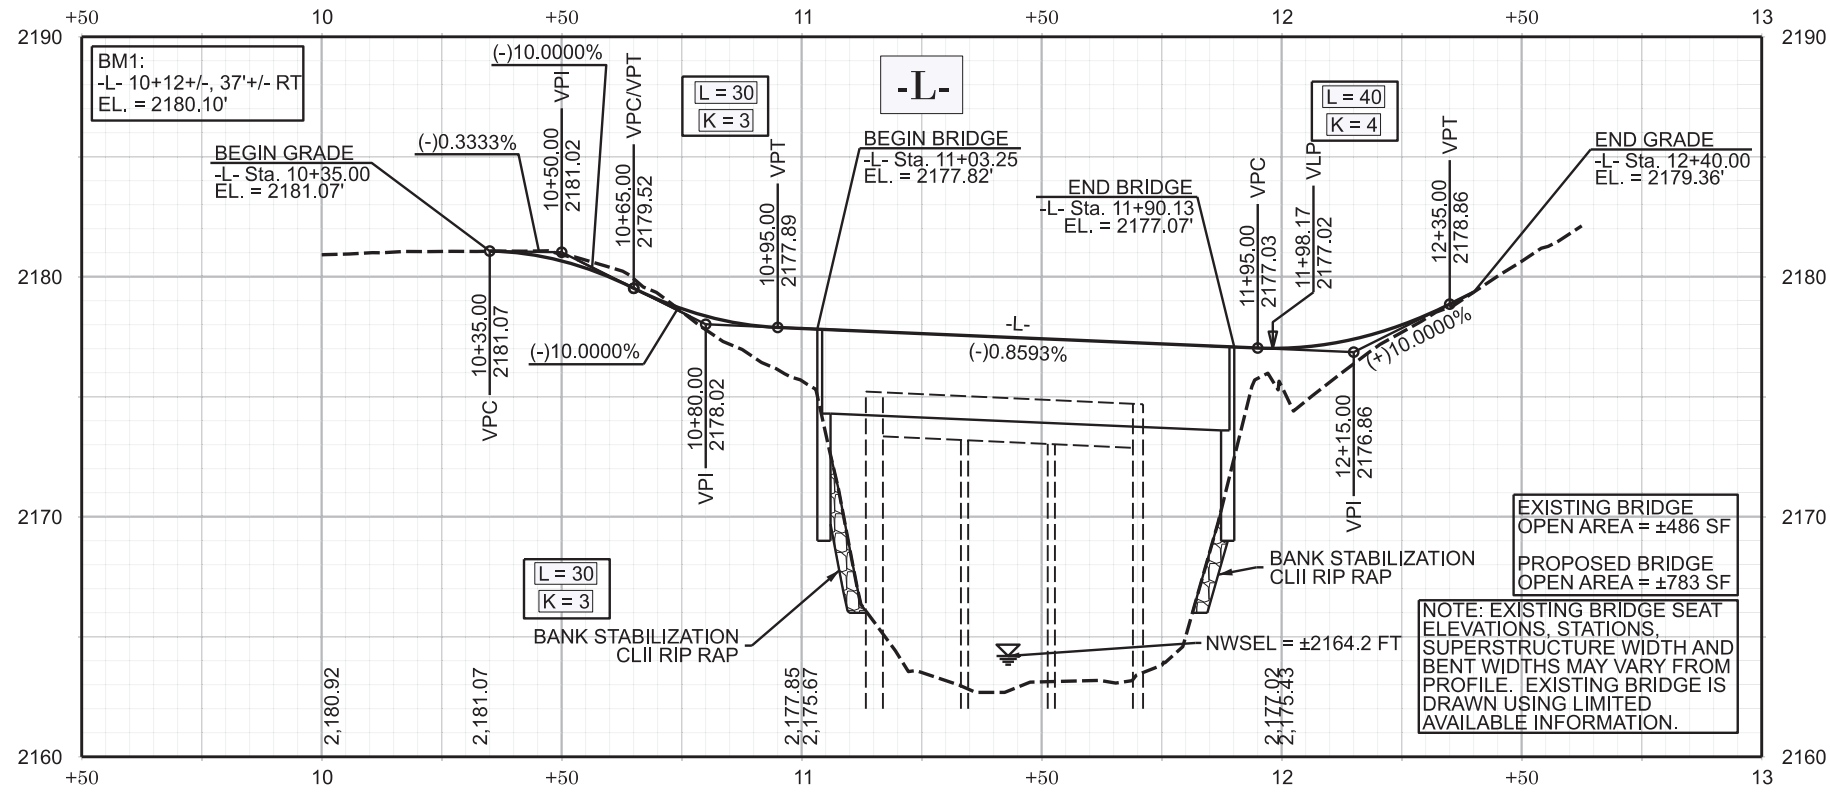 +50 10 +50 11 +50 12 +50 13
2190 2190
BM1:
-L- 10+12+/-, 37'+/- RT
EL. = 2180.10'
(-)10.0000%
VPI
10+50.00
2181.02
VPC/VPT
10+65.00
2179.52
L = 30
K = 3
-L-
L = 40
K = 4
(-)0.3333%
BEGIN GRADE
-L- Sta. 10+35.00
EL. = 2181.07'
VPT
10+95.00
2177.89
BEGIN BRIDGE
-L- Sta. 11+03.25
EL. = 2177.82'
END BRIDGE
-L- Sta. 11+90.13
EL. = 2177.07'
VPC
11+95.00
2177.03
VLP
11+98.17
2177.02
VPT
12+35.00
2178.86
END GRADE
-L- Sta. 12+40.00
EL. = 2179.36'
2185 2185
2180 2180
10+35.00
2181.07
VPC
(-)10.0000%
10+80.00
2178.02
VPI
-L-
(-)0.8593%
(+)10.0000%
12+15.00
2176.86
VPI
2170 2170
EXISTING BRIDGE
OPEN AREA = ±486 SF
PROPOSED BRIDGE
OPEN AREA = ±783 SF
L = 30
K = 3
BANK STABILIZATION
CLII RIP RAP
BANK STABILIZATION
CLII RIP RAP
NWSEL = ±2164.2 FT
NOTE: EXISTING BRIDGE SEAT
ELEVATIONS, STATIONS,
SUPERSTRUCTURE WIDTH AND
BENT WIDTHS MAY VARY FROM
PROFILE. EXISTING BRIDGE IS
DRAWN USING LIMITED
AVAILABLE INFORMATION.
2,180.92
2,181.07
2,177.85
2,175.67
2,177.02
2,175.43
2160 2160
+50 10 +50 11 +50 12 +50 13